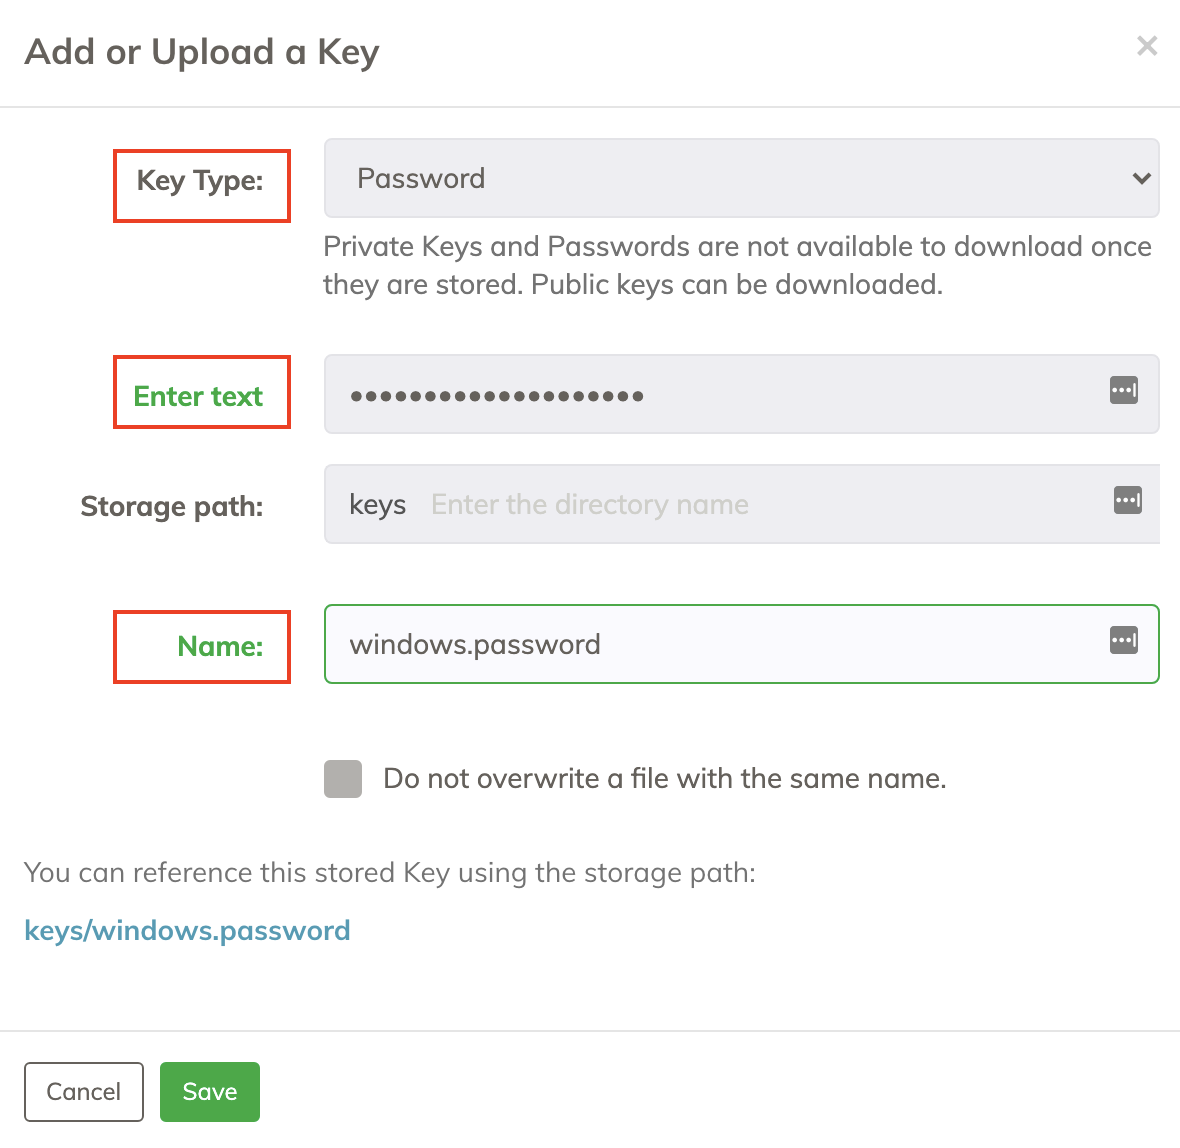 Add or Upload a Key
×
Key Type:
Password
Private Keys and Passwords are not available to download once
they are stored. Public keys can be downloaded.
Enter text
••••••••••••••••••••
Storage path:
keys Enter the directory name
Name:
windows.password
Do not overwrite a file with the same name.
You can reference this stored Key using the storage path:
keys/windows.password
Cancel
Save